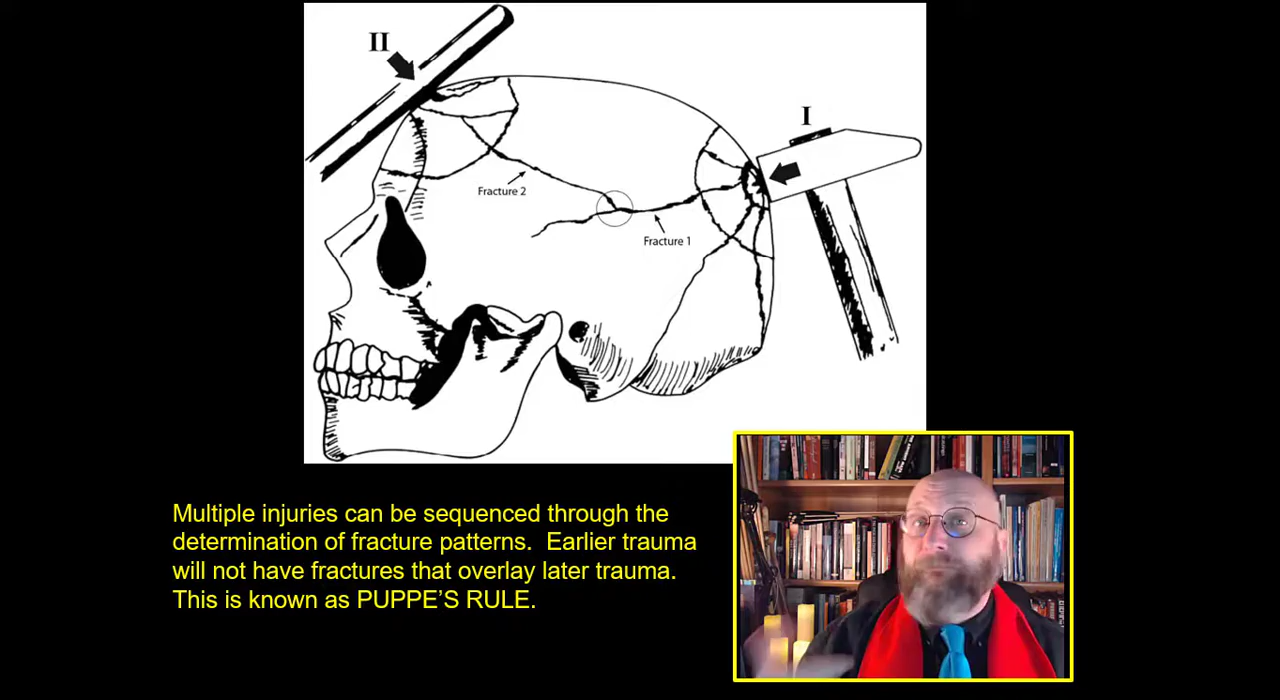 II
I
Fracture 2
Fracture 1
Multiple injuries can be sequenced through the
determination of fracture patterns.  Earlier trauma
will not have fractures that overlay later trauma.
This is known as PUPPE'S RULE.